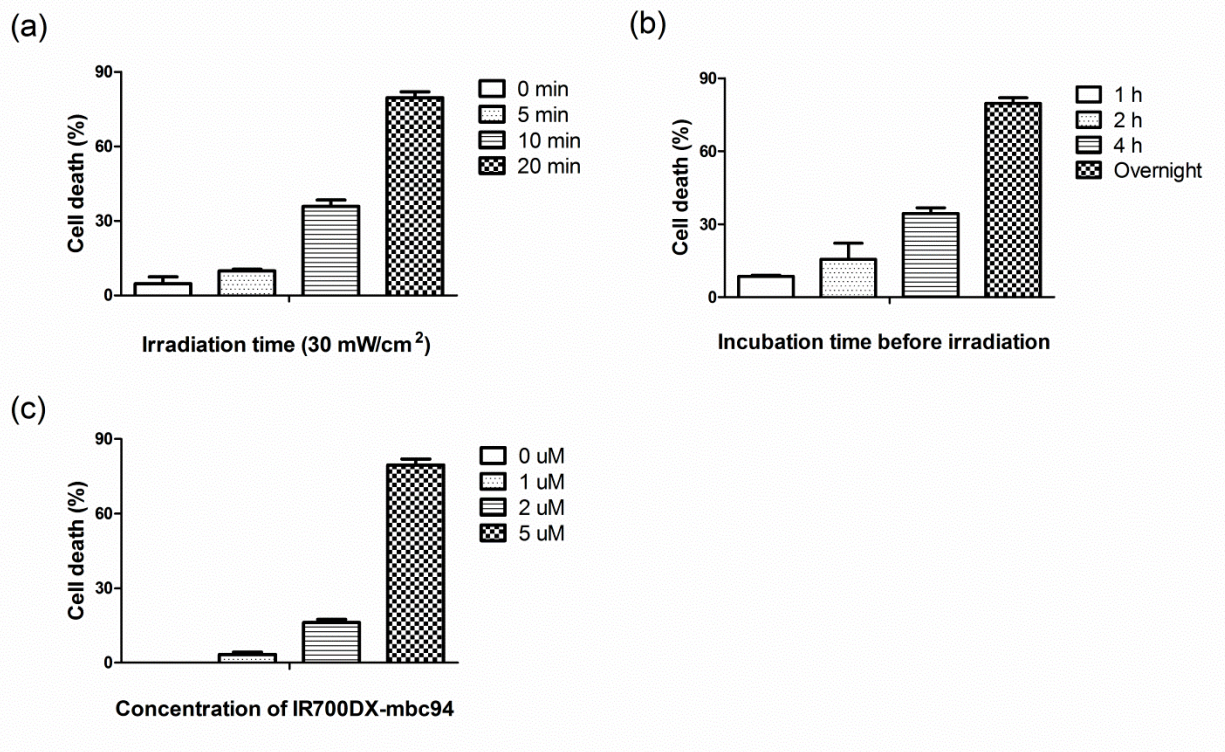 (a)
Cell death (%)
90
60
30
0
0 min
5 min
10 min
20 min
Irradiation time (30 mW/cm²)
(b)
Cell death (%)
90
60
30
0
1 h
2 h
4 h
Overnight
Incubation time before irradiation
(c)
Cell death (%)
90
60
30
0
0 uM
1 uM
2 uM
5 uM
Concentration of IR700DX-mbc94